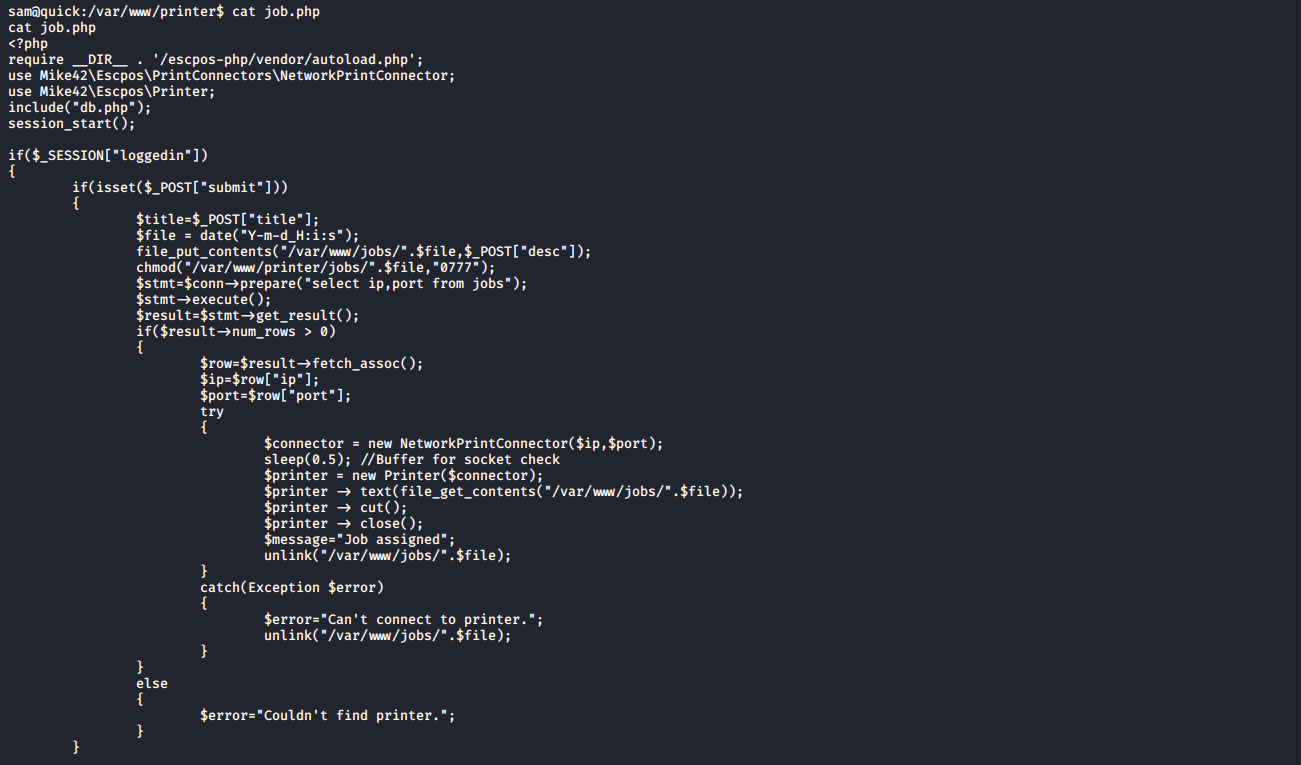 sam@quick:/var/www/printer$ cat job.php
cat job.php
<?php
require __DIR__ . '/escpos-php/vendor/autoload.php';
use Mike42\Escpos\PrintConnectors\NetworkPrintConnector;
use Mike42\Escpos\Printer;
include("db.php");
session_start();

if($_SESSION["loggedin"])
{
        if(isset($_POST["submit"]))
        {
                $title=$_POST["title"];
                $file = date("Y-m-d_H:i:s");
                file_put_contents("/var/www/jobs/".$file,$_POST["desc"]);
                chmod("/var/www/printer/jobs/".$file,"0777");
                $stmt=$conn->prepare("select ip,port from jobs");
                $stmt->execute();
                $result=$stmt->get_result();
                if($result->num_rows > 0)
                {
                        $row=$result->fetch_assoc();
                        $ip=$row["ip"];
                        $port=$row["port"];
                        try
                        {
                                $connector = new NetworkPrintConnector($ip,$port);
                                sleep(0.5); //Buffer for socket check
                                $printer = new Printer($connector);
                                $printer -> text(file_get_contents("/var/www/jobs/".$file));
                                $printer -> cut();
                                $printer -> close();
                                $message="Job assigned";
                                unlink("/var/www/jobs/".$file);
                        }
                        catch(Exception $error)
                        {
                                $error="Can't connect to printer.";
                                unlink("/var/www/jobs/".$file);
                        }
                }
                else
                {
                        $error="Couldn't find printer.";
                }
        }